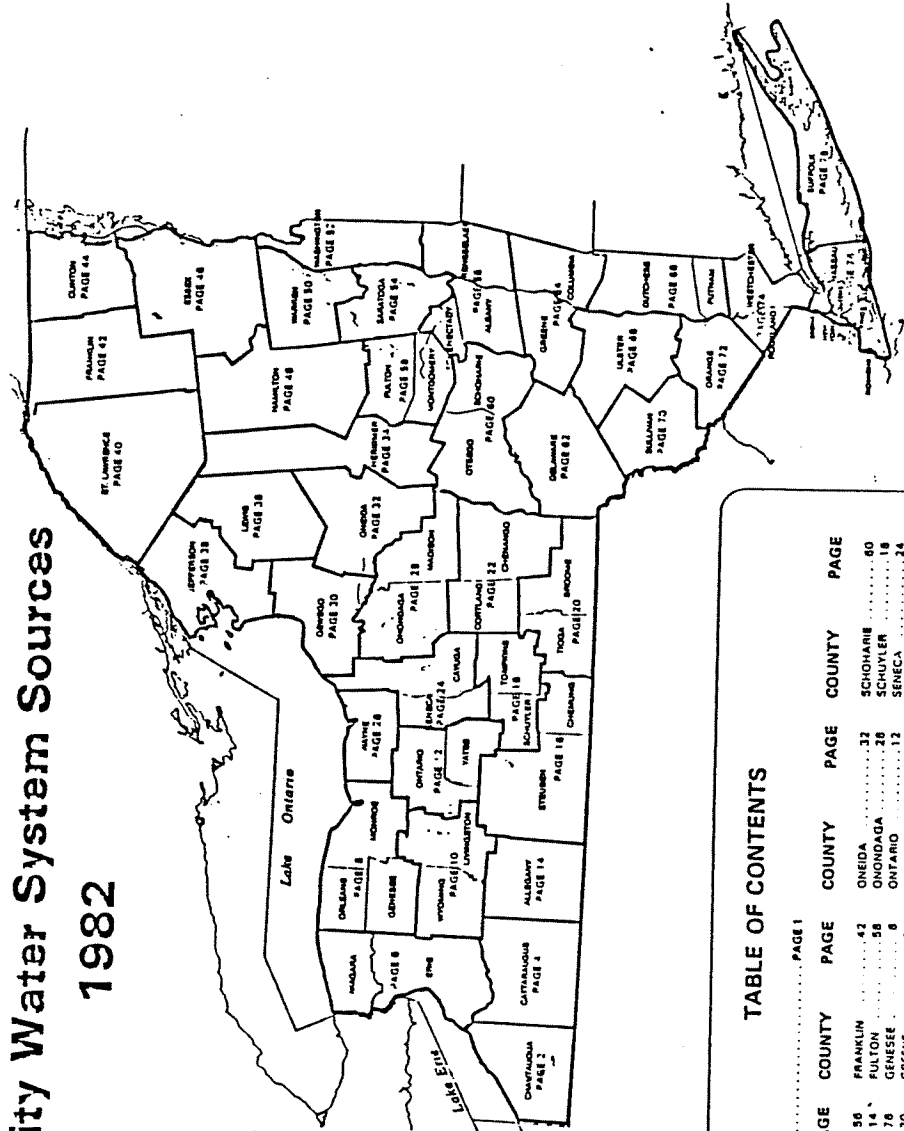 ity Water System Sources
1982
CLINTON
PAGE 44
FRANKLIN
PAGE 42
ST. LAWRENCE
PAGE 40
ESSEX
PAGE 46
HAMILTON
PAGE 48
WARREN
PAGE 50
WASHINGTON
PAGE 52
SARATOGA
PAGE 54
FULTON
PAGE 58
MONTGOMERY
HERKIMER
PAGE 34
JEFFERSON
PAGE 38
LEWIS
PAGE 38
ONEIDA
PAGE 32
OSWEGO
PAGE 30
MADISON
ONONDAGA
PAGE 28
CORTLAND
PAGE 22
CHENANGO
BROOME
TIOGA
PAGE 20
OTSEGO
SCHOHARIE
PAGE 60
ALBANY
RENSSELAER
GREENE
COLUMBIA
DELAWARE
PAGE 62
ULSTER
DUTCHESS
SULLIVAN
PAGE 70
ORANGE
PAGE 72
PUTNAM
WESTCHESTER
ROCKLAND
NASSAU
SUFFOLK
CAYUGA
SENECA
PAGE 24
TOMPKINS
PAGE 18
SCHUYLER
CHEMUNG
WAYNE
PAGE 26
ONTARIO
PAGE 12
YATES
STEUBEN
PAGE 16
MONROE
LIVINGSTON
ORLEANS
PAGE 8
GENESEE
WYOMING
PAGE 10
ALLEGANY
PAGE 14
NIAGARA
PAGE 6
ERIE
CATTARAUGUS
PAGE 4
CHAUTAUQUA
PAGE 2
Lake Ontario
Lake Erie
TABLE OF CONTENTS
PAGE 1
GE COUNTY PAGE COUNTY PAGE COUNTY PAGE
56 FRANKLIN 42 ONEIDA 32 SCHOHARIE 60
14 FULTON 58 ONONDAGA 28 SCHUYLER 18
78 GENESEE 8 ONTARIO 12 SENECA 24